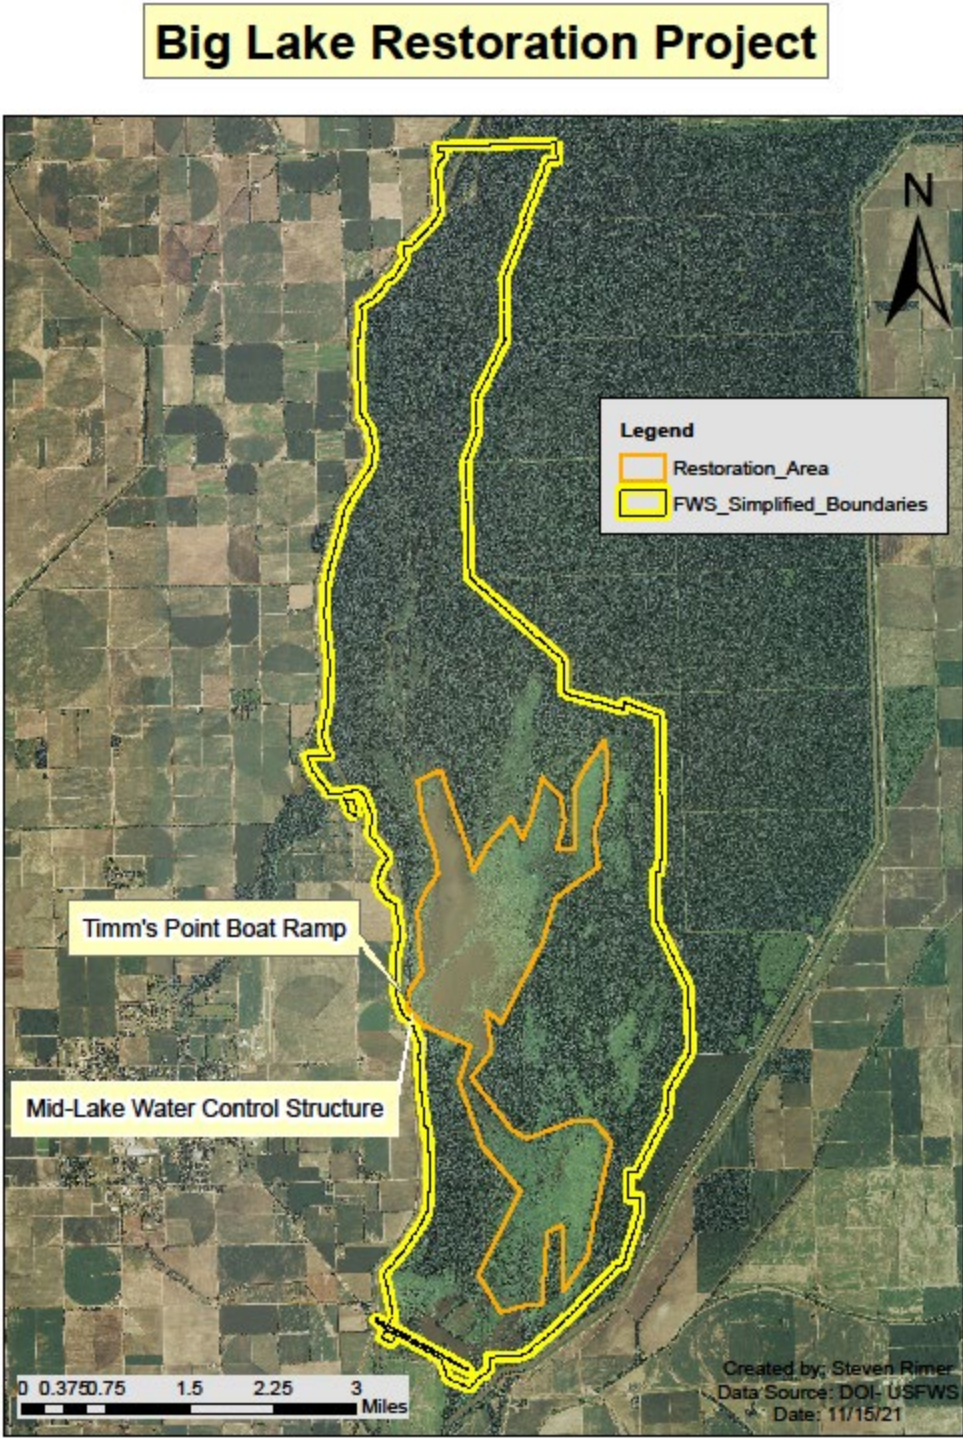 Big Lake Restoration Project
N
Legend
Restoration_Area
FWS_Simplified_Boundaries
Timm's Point Boat Ramp
Mid-Lake Water Control Structure
0 0.375 0.75 1.5 2.25 3
Miles
Created by: Steven Rimer
Data Source: DOI- USFWS
Date: 11/15/21